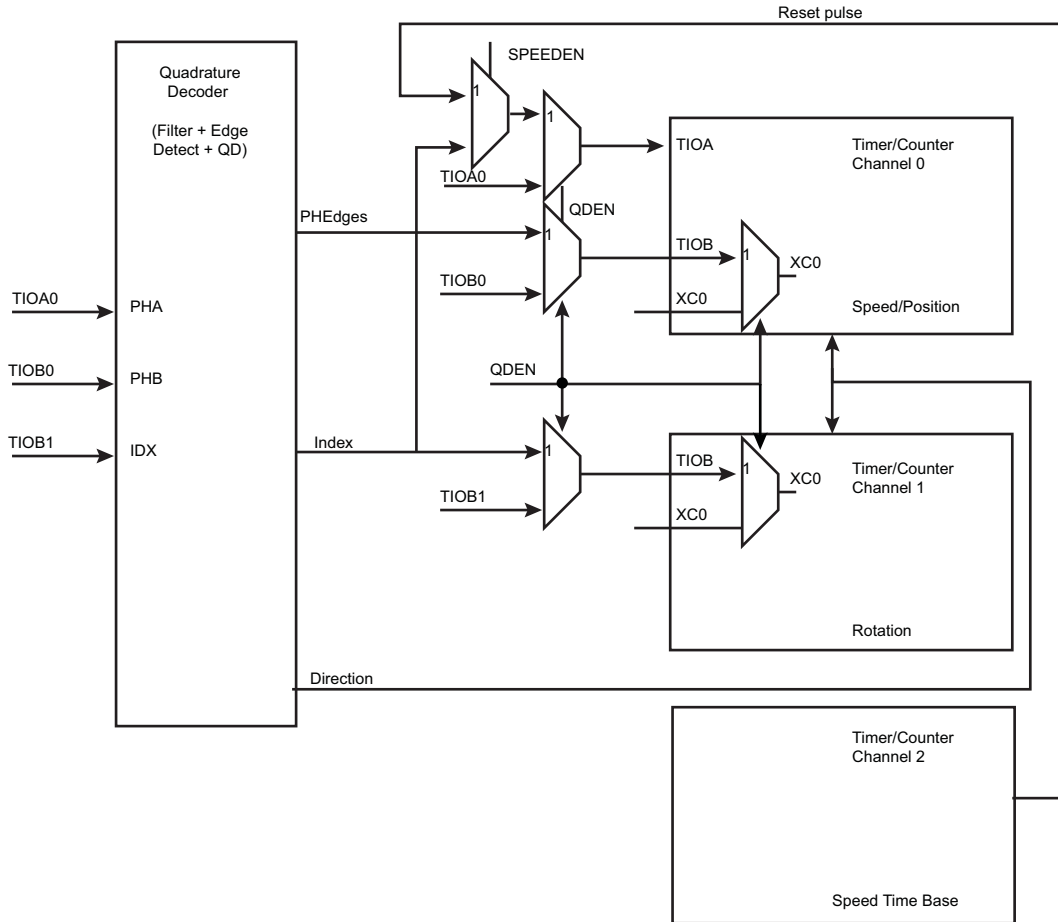 Reset pulse
SPEEDEN
Quadrature
Decoder
(Filter + Edge
Detect + QD)
1
1
TIOA
Timer/Counter
Channel 0
TIOA0
QDEN
PHEdges
1
TIOB
1
XC0
TIOB0
XC0
Speed/Position
TIOA0
PHA
TIOB0
PHB
QDEN
TIOB1
IDX
Index
1
TIOB
1
XC0
Timer/Counter
Channel 1
TIOB1
XC0
Rotation
Direction
Timer/Counter
Channel 2
Speed Time Base